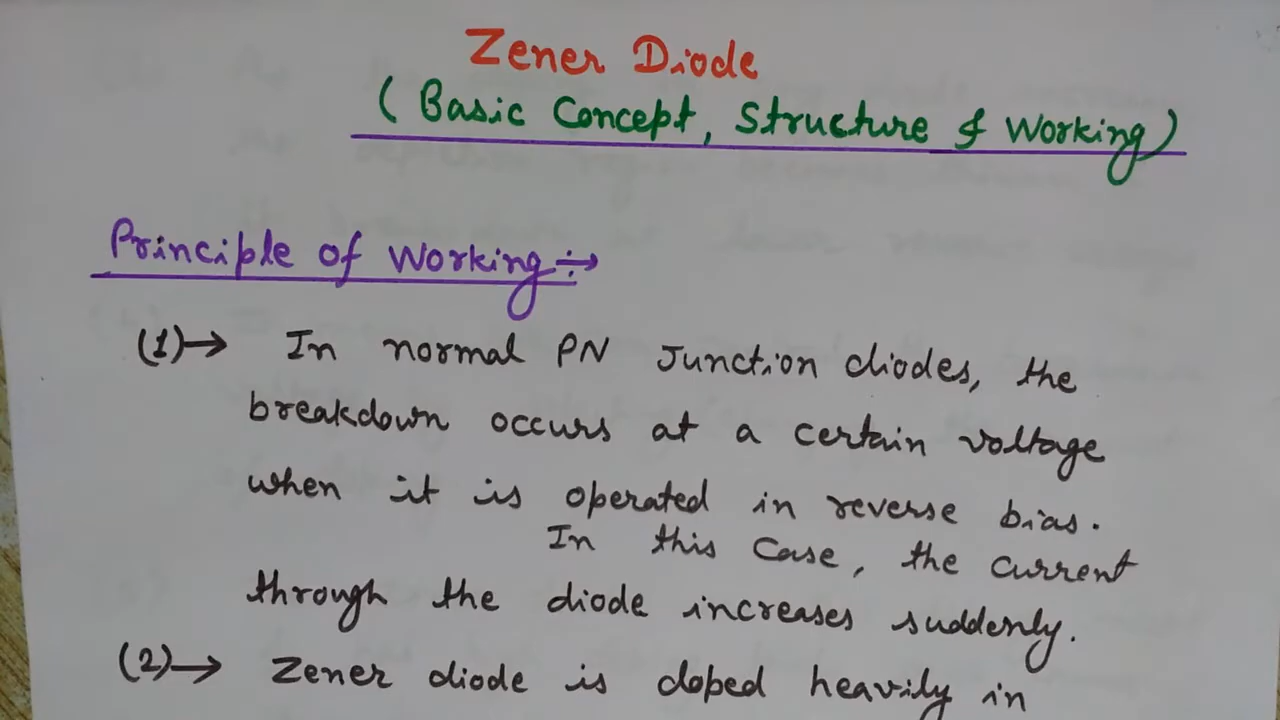 Zener Diode
(Basic Concept, Structure & Working)
Principle of Working:→
(1)→ In normal PN Junction diodes, the
breakdown occurs at a certain voltage
when it is operated in reverse bias.
In this Case, the current
through the diode increases suddenly.
(2)→ Zener diode is doped heavily in